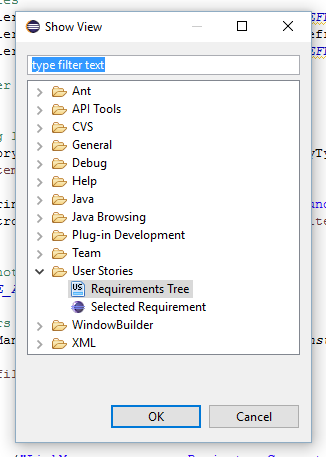 Show View
type filter text
Ant
API Tools
CVS
General
Debug
Help
Java
Java Browsing
Plug-in Development
Team
User Stories
US Requirements Tree
Selected Requirement
WindowBuilder
XML
OK Cancel